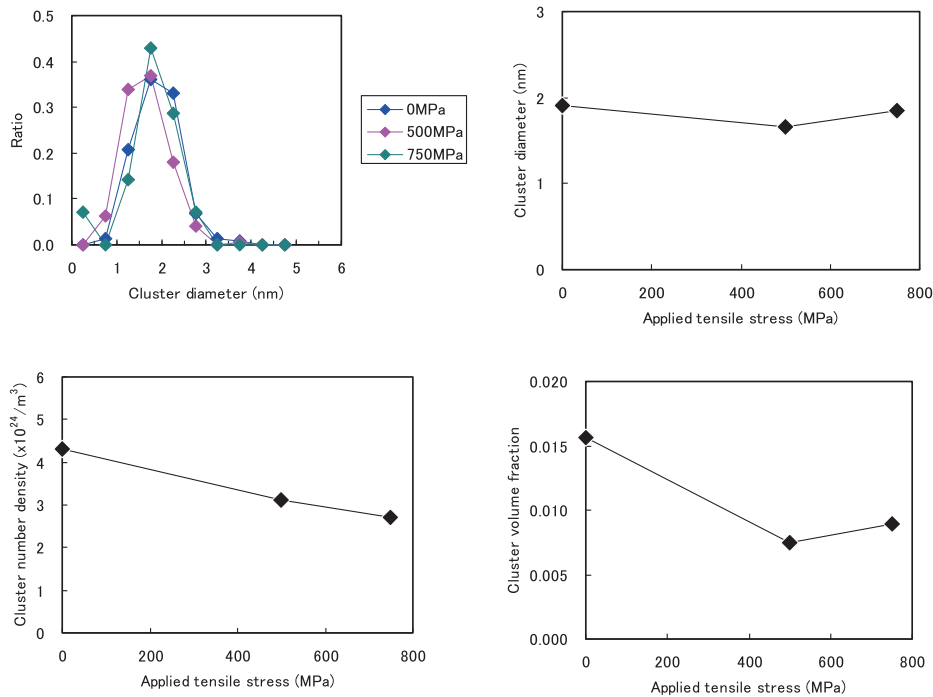 0.5
0.4
0.3
0.2
0.1
0.0
Ratio
0 1 2 3 4 5 6
Cluster diameter (nm)
0MPa
500MPa
750MPa
3
2
1
0
Cluster diameter (nm)
0 200 400 600 800
Applied tensile stress (MPa)
6
5
4
3
2
1
0
Cluster number density (x10²⁴/m³)
0 200 400 600 800
Applied tensile stress (MPa)
0.020
0.015
0.010
0.005
0.000
Cluster volume fraction
0 200 400 600 800
Applied tensile stress (MPa)